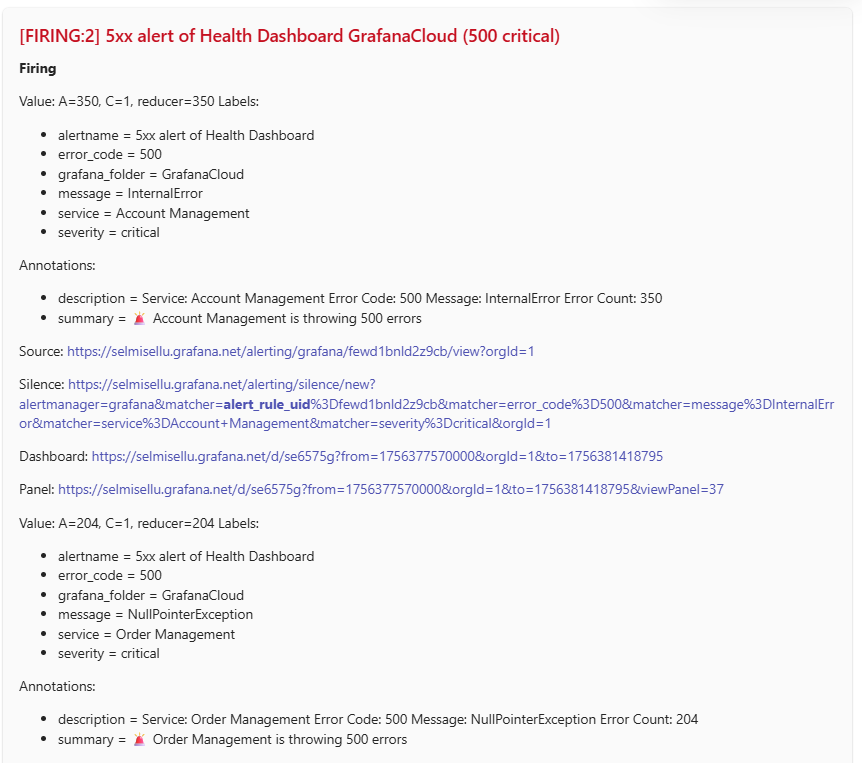 [FIRING:2] 5xx alert of Health Dashboard GrafanaCloud (500 critical)
Firing
Value: A=350, C=1, reducer=350 Labels:
• alertname = 5xx alert of Health Dashboard
• error_code = 500
• grafana_folder = GrafanaCloud
• message = InternalError
• service = Account Management
• severity = critical
Annotations:
• description = Service: Account Management Error Code: 500 Message: InternalError Error Count: 350
• summary = 🚨 Account Management is throwing 500 errors
Source: https://selmisellu.grafana.net/alerting/grafana/fewd1bnld2z9cb/view?orgId=1
Silence: https://selmisellu.grafana.net/alerting/silence/new?
alertmanager=grafana&matcher=alert_rule_uid%3Dfewd1bnld2z9cb&matcher=error_code%3D500&matcher=message%3DInternalErr
or&matcher=service%3DAccount+Management&matcher=severity%3Dcritical&orgId=1
Dashboard: https://selmisellu.grafana.net/d/se6575g?from=1756377570000&orgId=1&to=1756381418795
Panel: https://selmisellu.grafana.net/d/se6575g?from=1756377570000&orgId=1&to=1756381418795&viewPanel=37
Value: A=204, C=1, reducer=204 Labels:
• alertname = 5xx alert of Health Dashboard
• error_code = 500
• grafana_folder = GrafanaCloud
• message = NullPointerException
• service = Order Management
• severity = critical
Annotations:
• description = Service: Order Management Error Code: 500 Message: NullPointerException Error Count: 204
• summary = 🚨 Order Management is throwing 500 errors